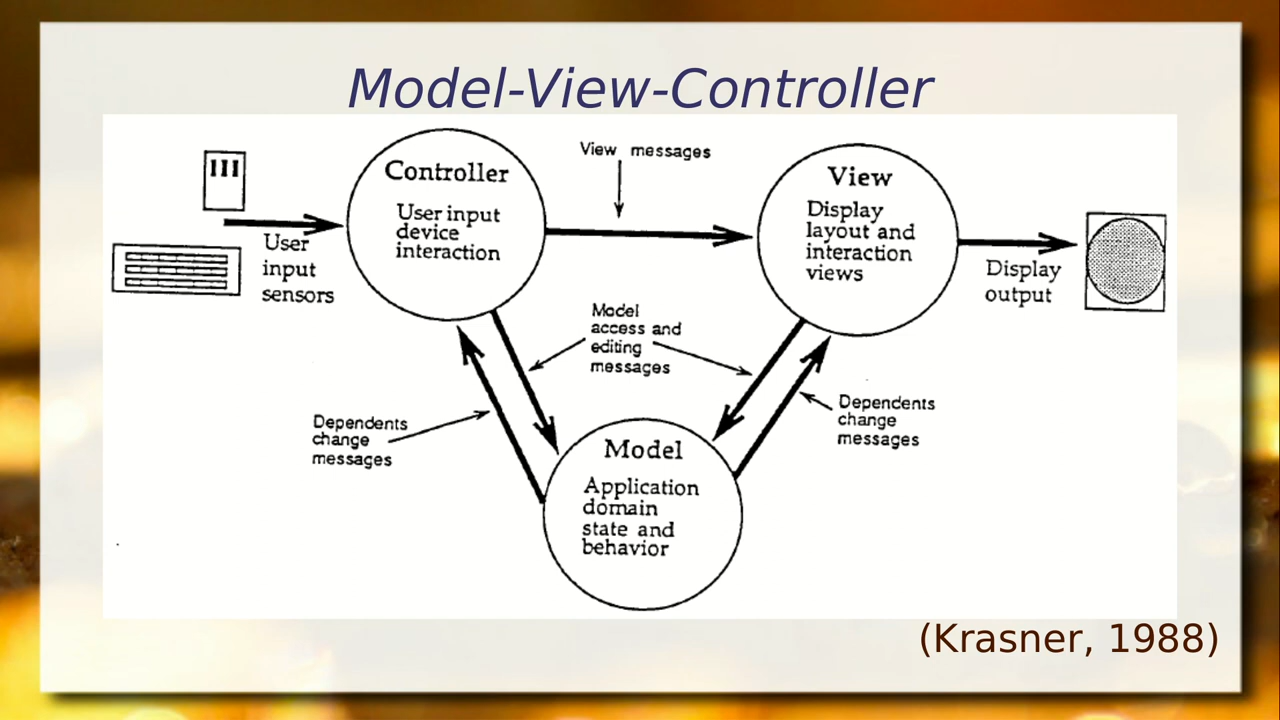 Model-View-Controller
Controller
User input
device
interaction
View messages
View
Display
layout and
interaction
views
User
input
sensors
Display
output
Model
access and
editing
messages
Dependents
change
messages
Dependents
change
messages
Model
Application
domain
state and
behavior
(Krasner, 1988)